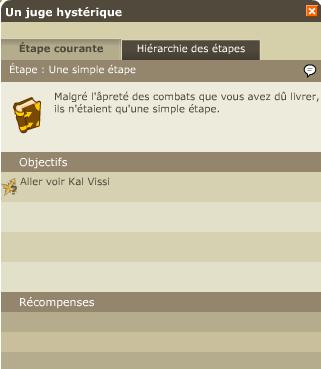 Un juge hystérique
Étape courante
Hiérarchie des étapes
Étape : Une simple étape
Malgré l'âpreté des combats que vous avez dû livrer,
ils n'étaient qu'une simple étape.
Objectifs
Aller voir Kal Vissi
Récompenses